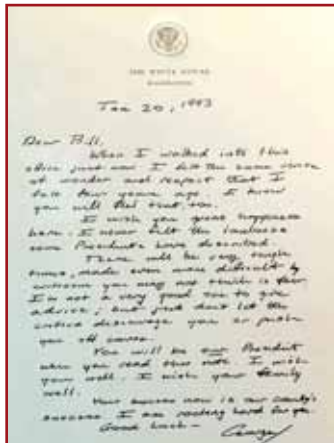 THE WHITE HOUSE
WASHINGTON
Jan 20, 1993
Dear Bill,
When I walked into this
office just now I felt the same sense
of wonder and respect that I
felt four years ago. I know
you will feel that too.
I wish you great happiness
here. I never felt the loneliness
some Presidents have described.
There will be very tough
times, made even more difficult by
criticism you may not think is fair.
I'm not a very good one to give
advice; but just don't let the
critics discourage you or push
you off course.
You will be our President
when you read this note. I wish
you well. I wish your family
well.
Your success now is our country's
success. I am rooting hard for you.
Good Luck—
George